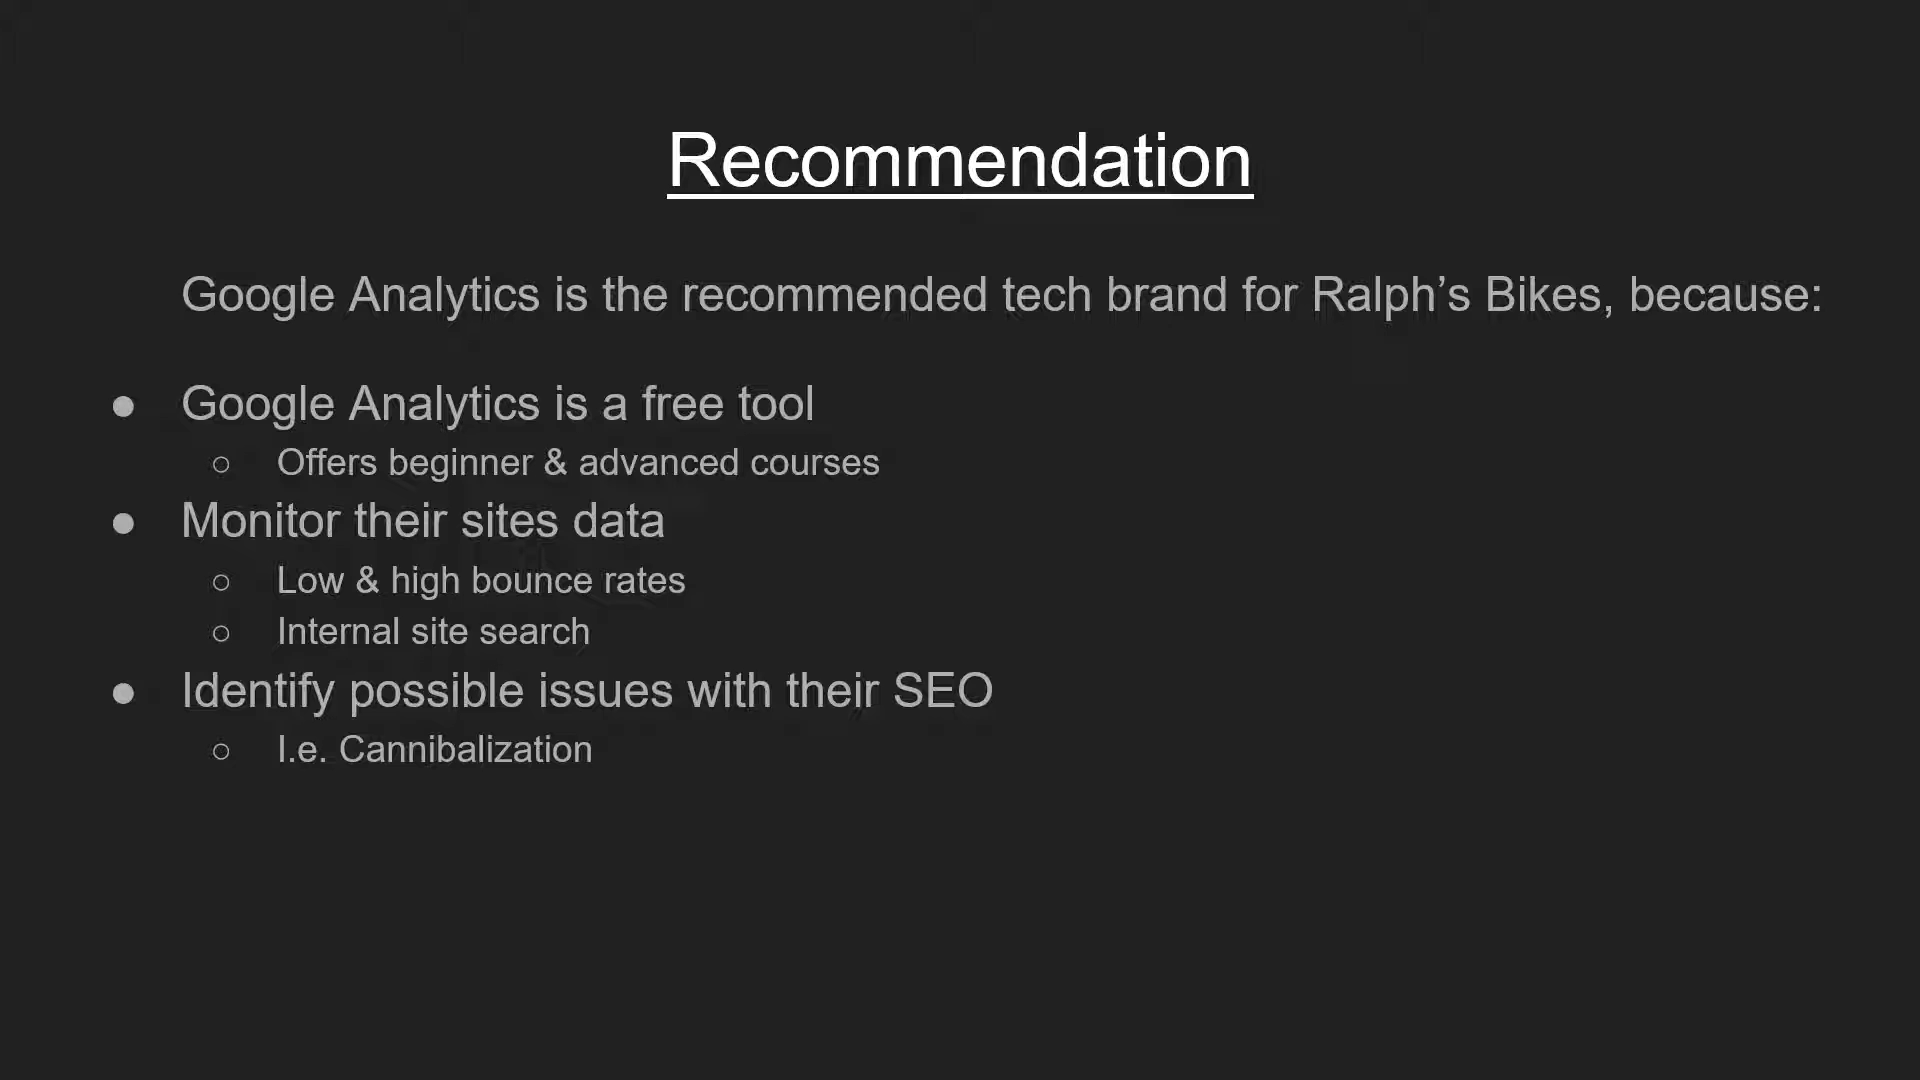 Recommendation
Google Analytics is the recommended tech brand for Ralph’s Bikes, because:
● Google Analytics is a free tool
○ Offers beginner & advanced courses
● Monitor their sites data
○ Low & high bounce rates
○ Internal site search
● Identify possible issues with their SEO
○ I.e. Cannibalization